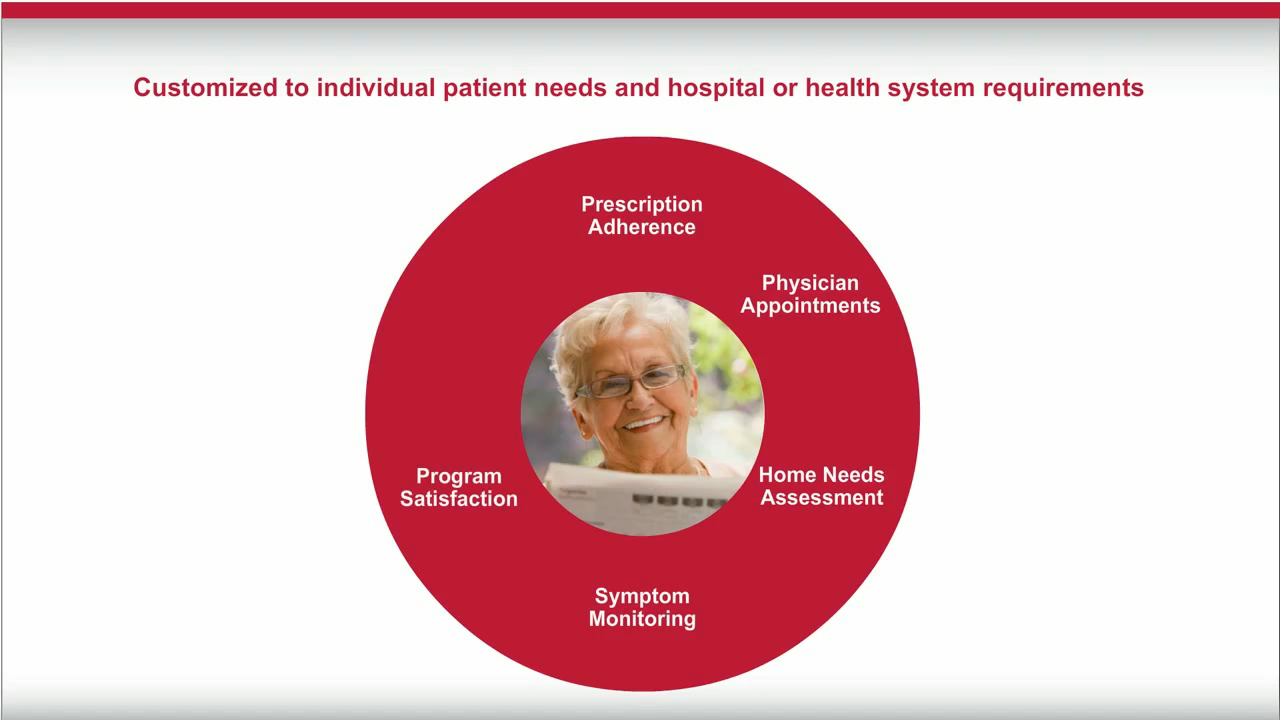 Customized to individual patient needs and hospital or health system requirements
Prescription
Adherence
Physician
Appointments
Home Needs
Assessment
Symptom
Monitoring
Program
Satisfaction